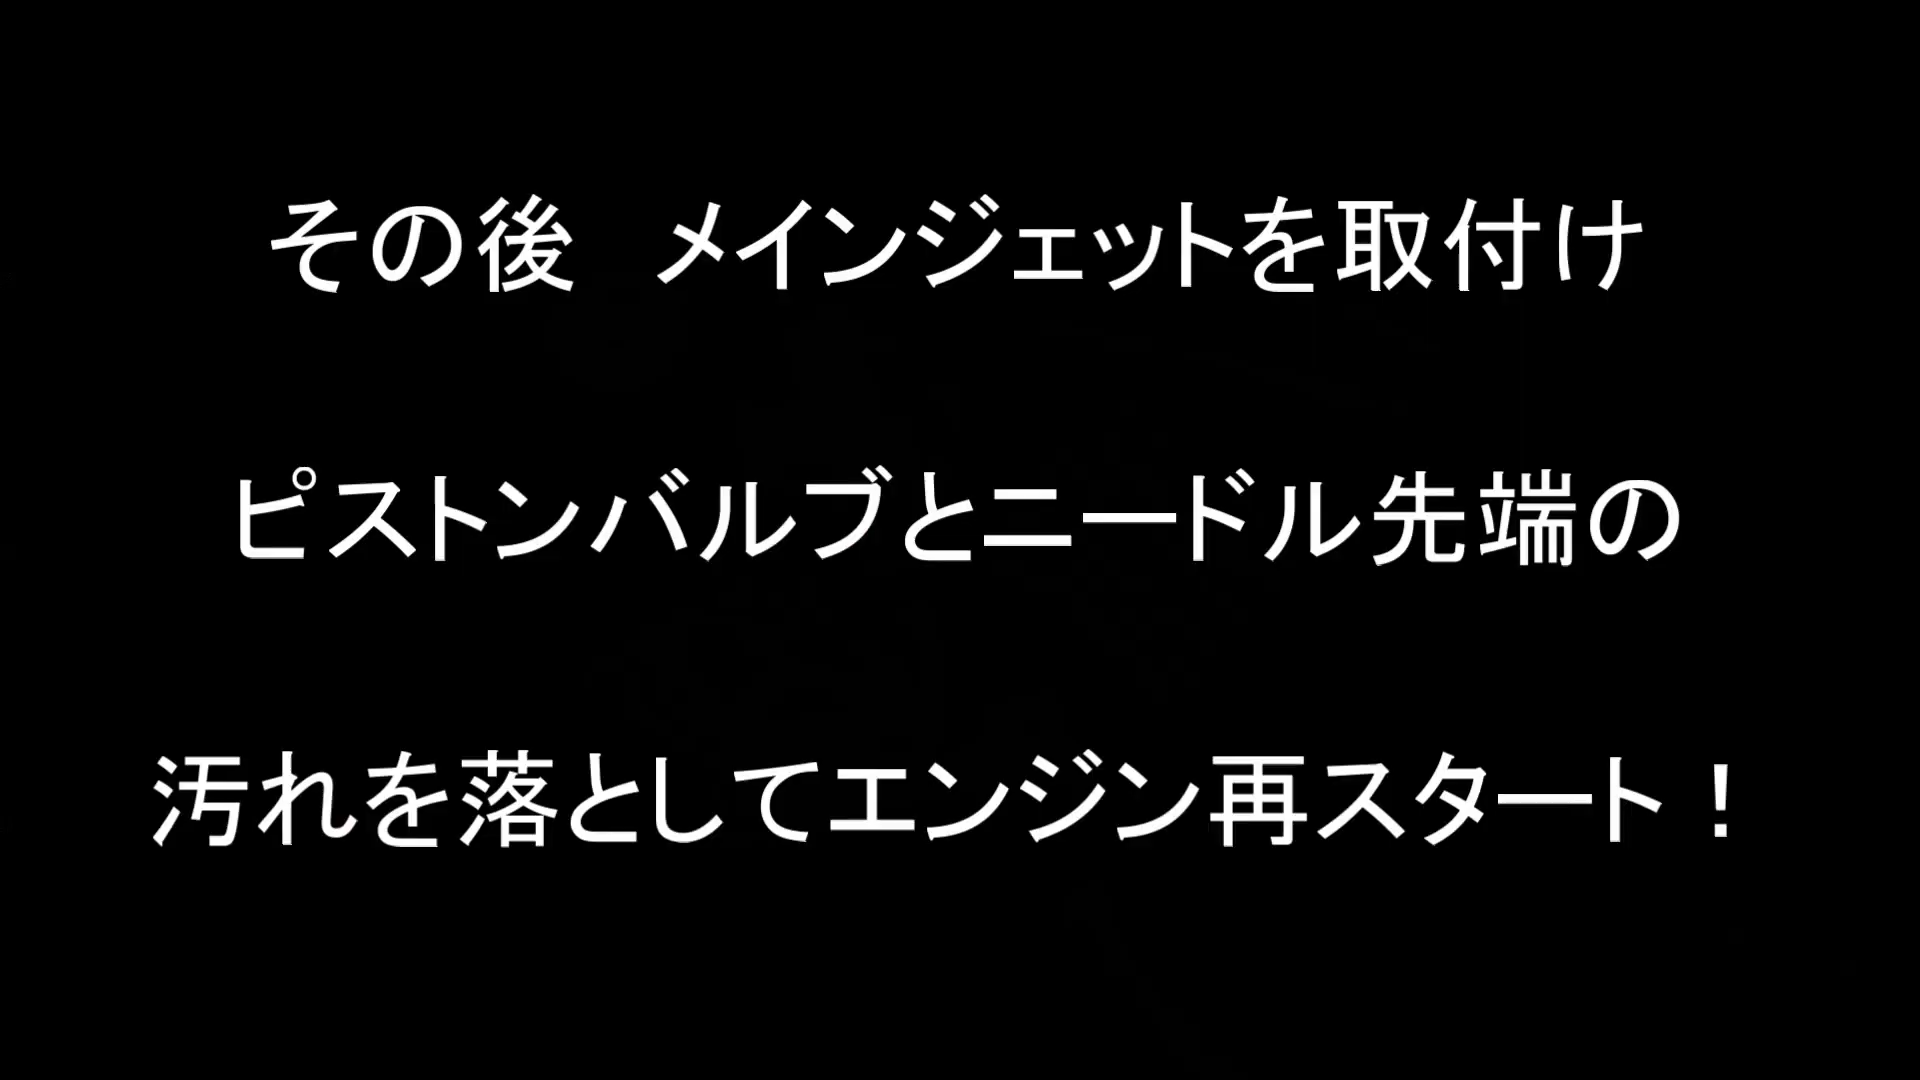 その後　メインジェットを取付け
ピストンバルブとニードル先端の
汚れを落としてエンジン再スタート！